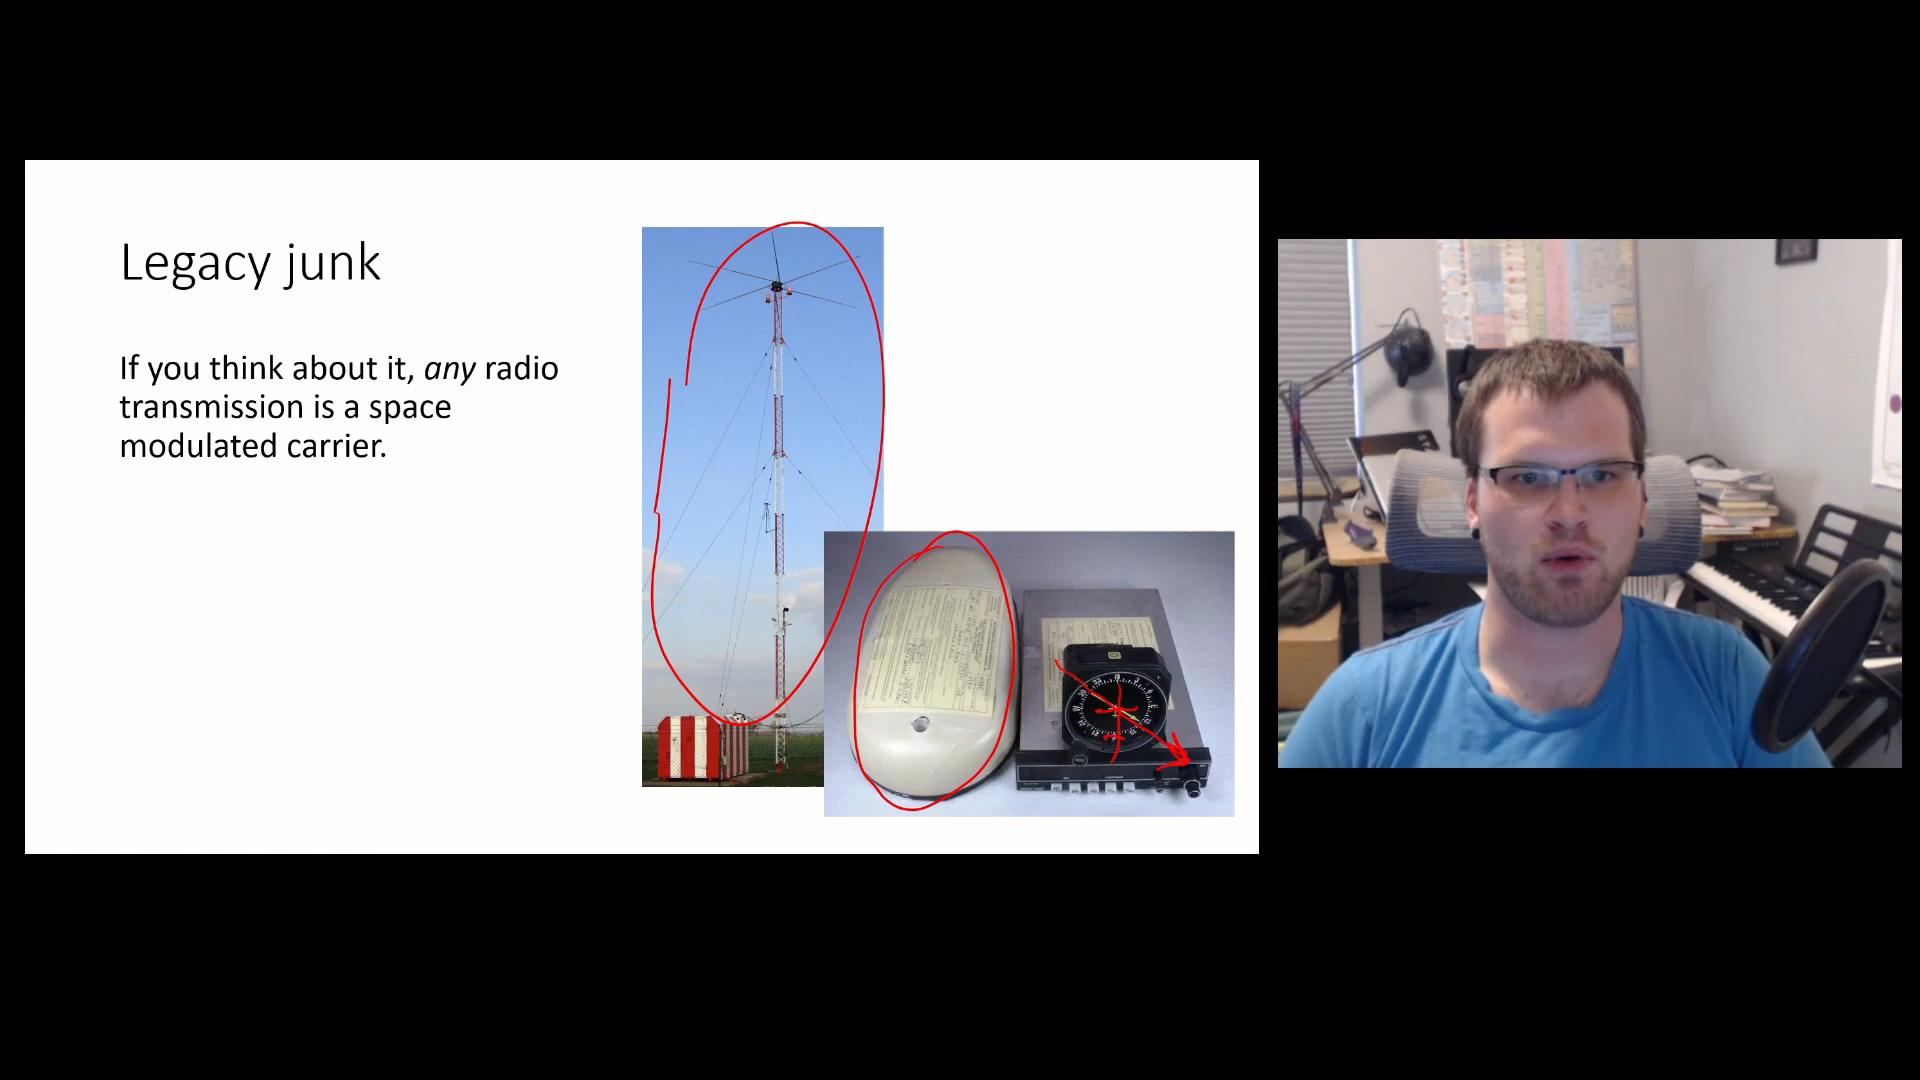 Legacy junk
If you think about it, any radio
transmission is a space
modulated carrier.